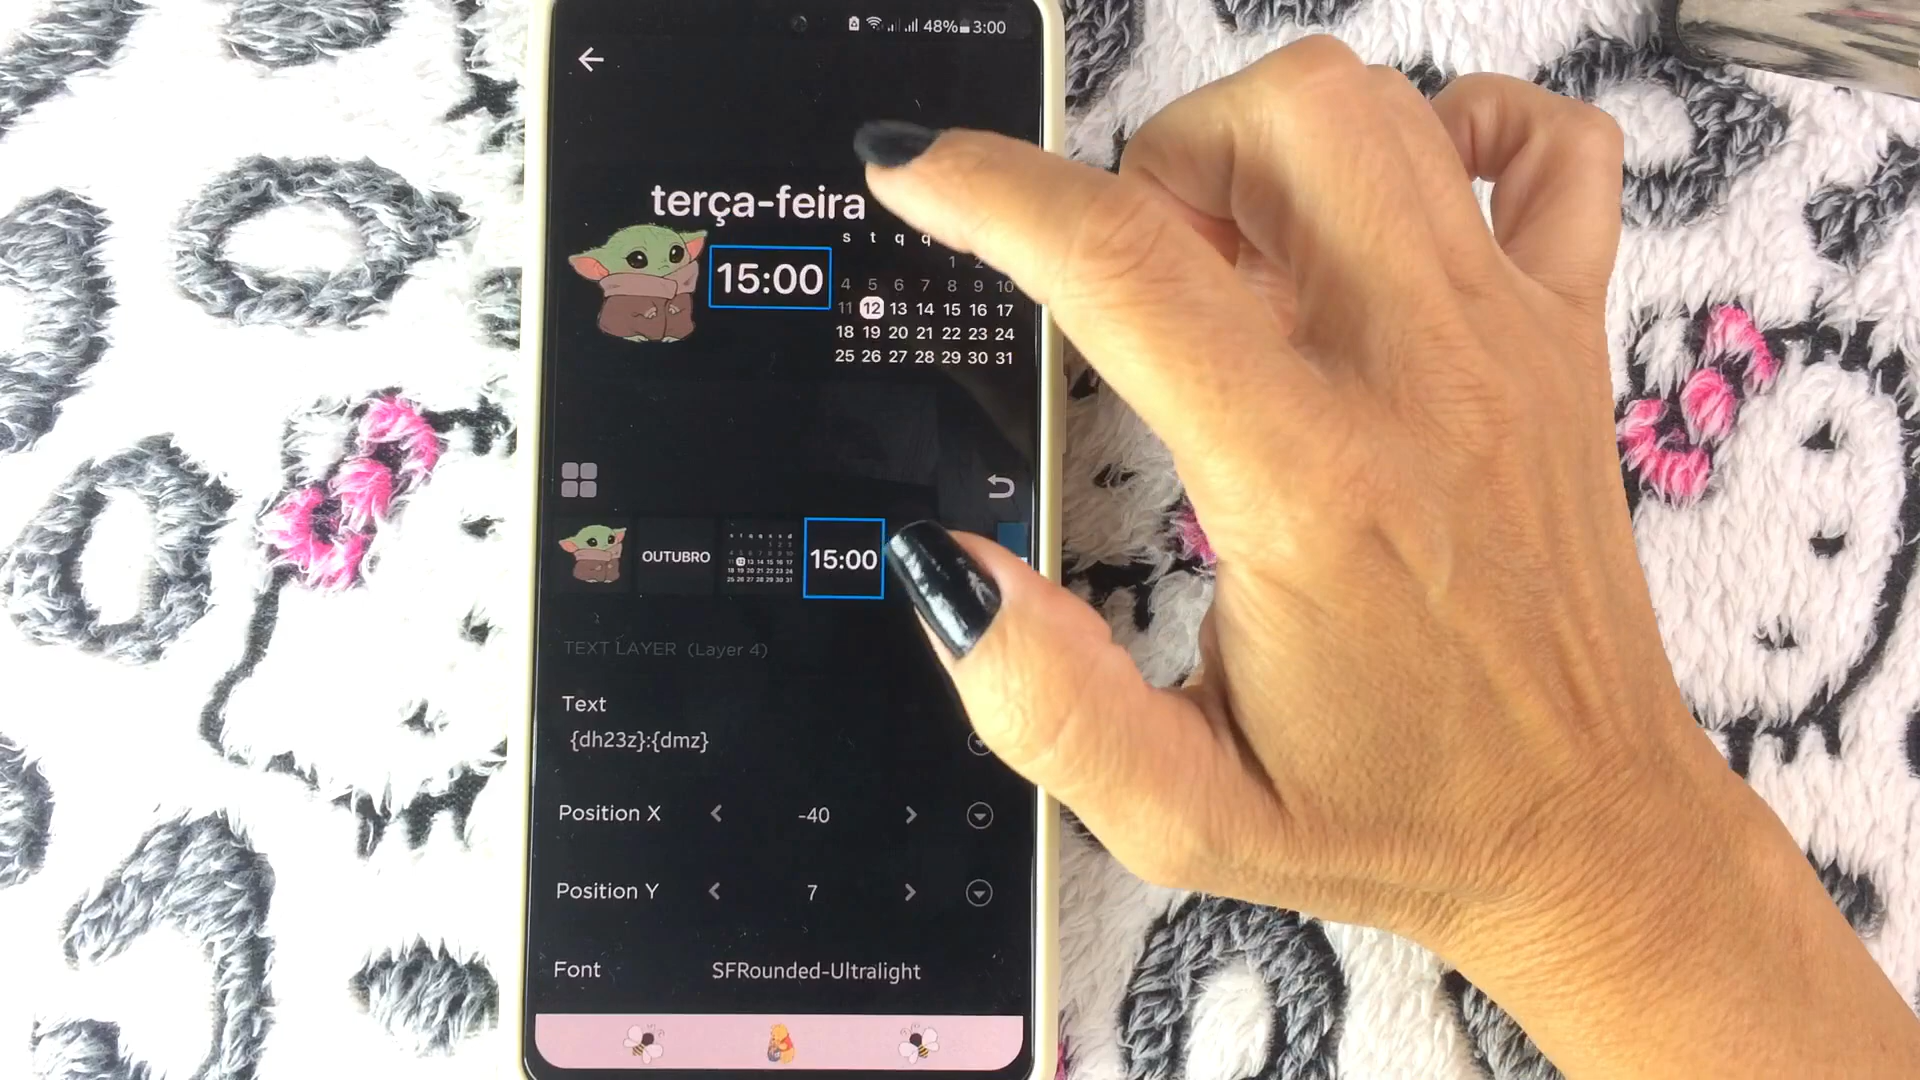 48% 3:00
terça-feira
s t q q
15:00
1 2
4 5 6 7 8 9 10
11 12 13 14 15 16 17
18 19 20 21 22 23 24
25 26 27 28 29 30 31
OUTUBRO
15:00
TEXT LAYER (Layer 4)
Text
{dh23z}:{dmz}
Position X -40
Position Y 7
Font SFRounded-Ultralight